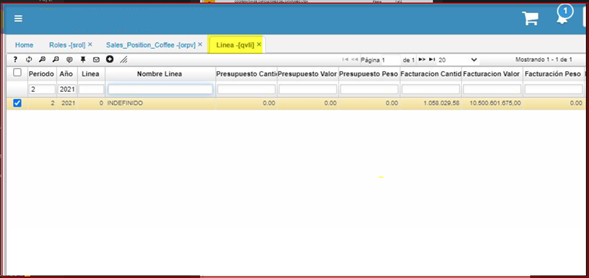 1
Home Roles -[srol] × Sales_Position_Coffee -[αxpv] × Linea -[qvli] ×
Página 1 de 1 20 Mostrando 1 - 1 de 1
Periodo Año Linea Nombre Linea Presupuesto Cantid Presupuesto Valor Presupuesto Peso Facturacion Cantid Facturacion Valor Facturación Peso
2 2021
2 2021 0 INDEFINIDO 0.00 0.00 0.00 1.058.029,58 10,500.601.675,00 0.00